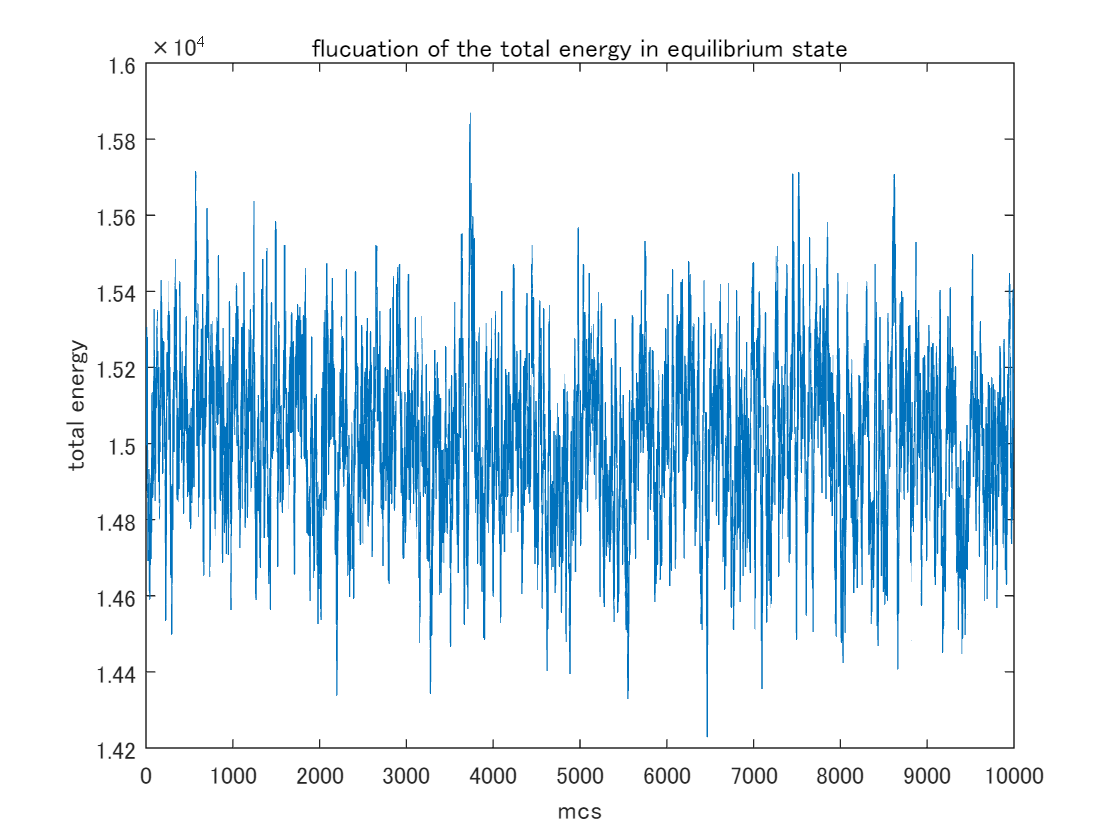 ×10⁴
flucuation of the total energy in equilibrium state
1.6
1.58
1.56
1.54
1.52
1.5
1.48
1.46
1.44
1.42
total energy
0 1000 2000 3000 4000 5000 6000 7000 8000 9000 10000
mcs